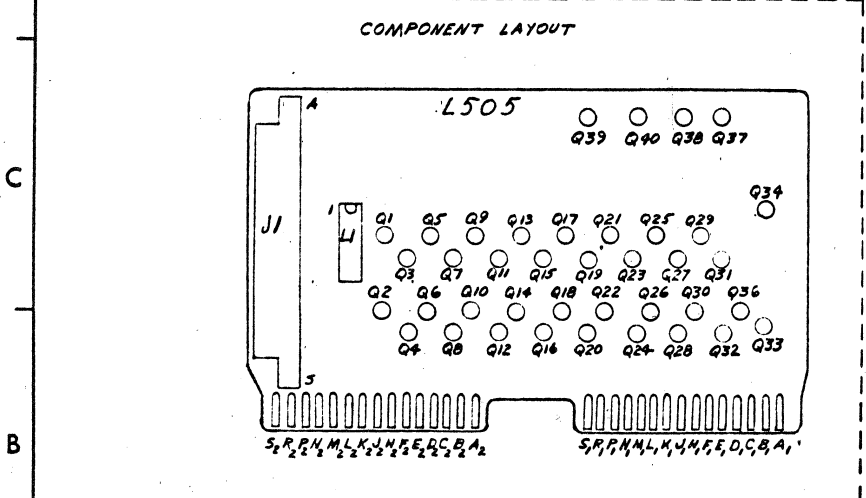 COMPONENT LAYOUT
A
L505
Q39 Q40 Q38 Q37
C
Q34
J1
1
L1
Q1 Q5 Q9 Q13 Q17 Q21 Q25 Q29
Q3 Q7 Q11 Q15 Q19 Q23 Q27 Q31
Q2 Q6 Q10 Q14 Q18 Q22 Q26 Q30 Q36
Q4 Q8 Q12 Q16 Q20 Q24 Q28 Q32 Q33
S
B
S₂ R₂ P₂ N₂ M₂ L₂ K₂ J₂ H₂ F₂ E₂ D₂ C₂ B₂ A₂
S₁ R₁ P₁ N₁ M₁ L₁ K₁ J₁ H₁ F₁ E₁ D₁ C₁ B₁ A₁